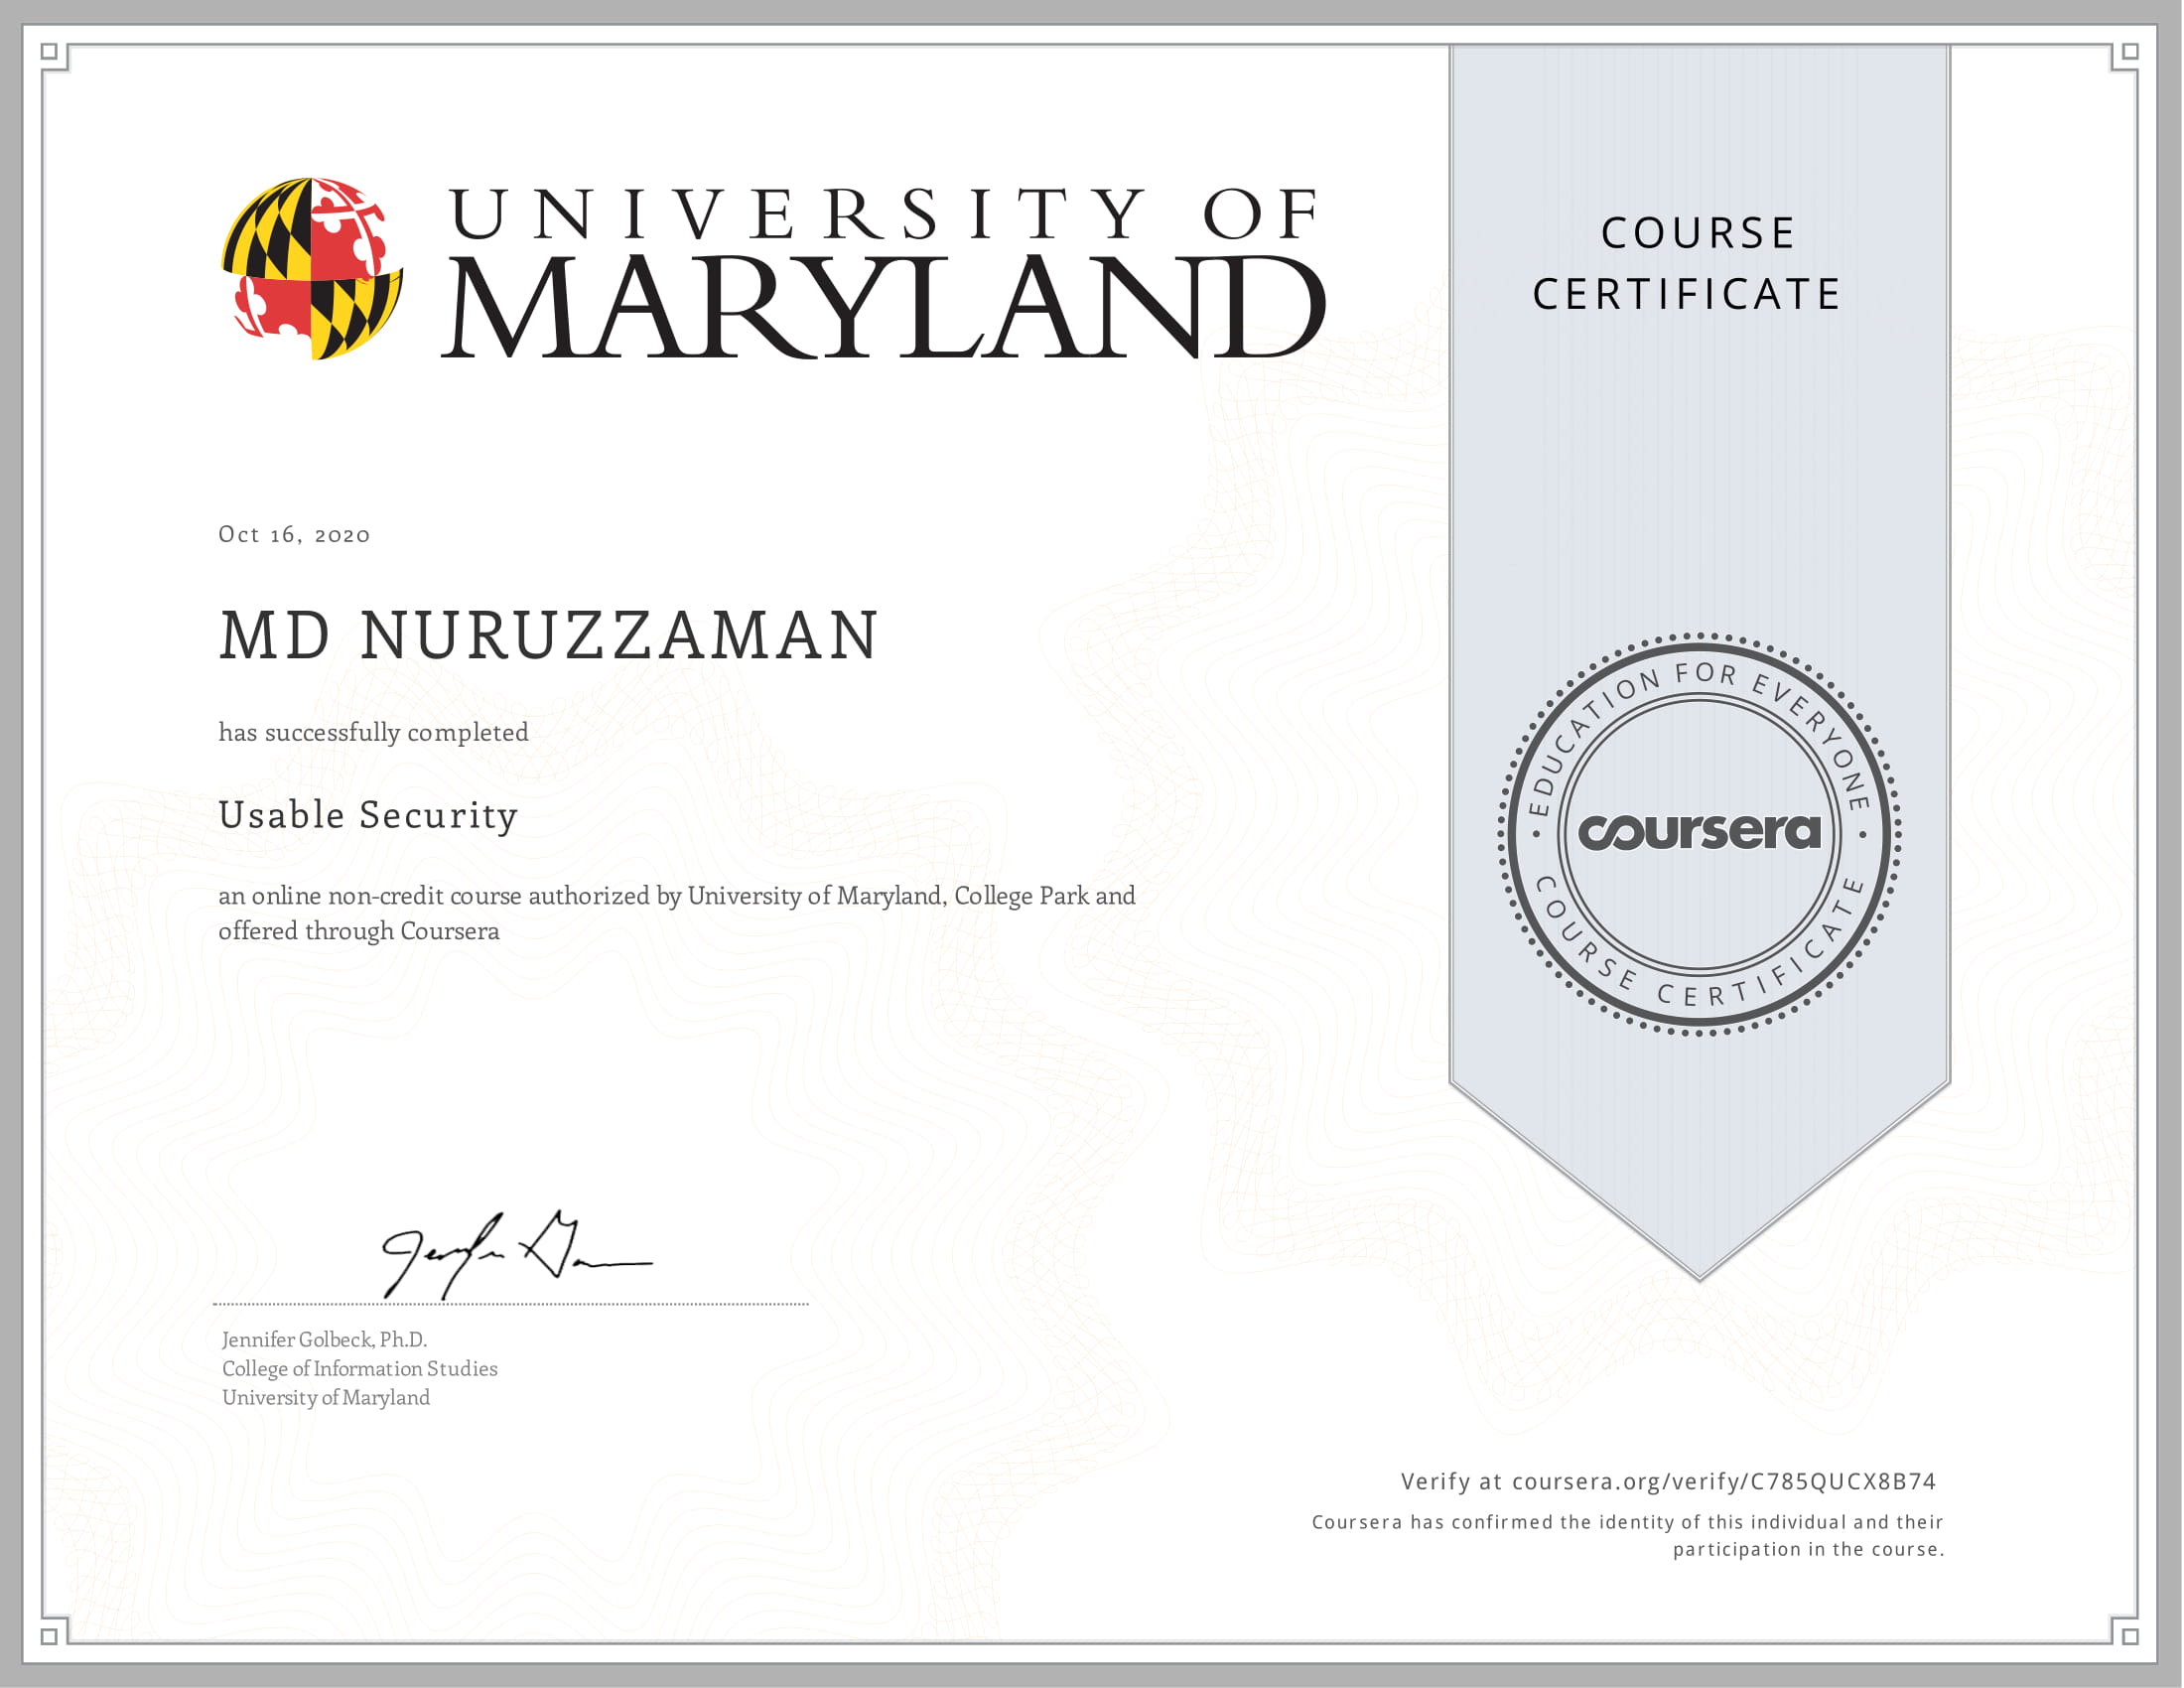 UNIVERSITY OF
MARYLAND
COURSE
CERTIFICATE
Oct 16, 2020
MD NURUZZAMAN
has successfully completed
Usable Security
an online non-credit course authorized by University of Maryland, College Park and
offered through Coursera
EDUCATION FOR EVERYONE
coursera
COURSE CERTIFICATE
Jennifer Golbeck, Ph.D.
College of Information Studies
University of Maryland
Verify at coursera.org/verify/C785QUCX8B74
Coursera has confirmed the identity of this individual and their
participation in the course.